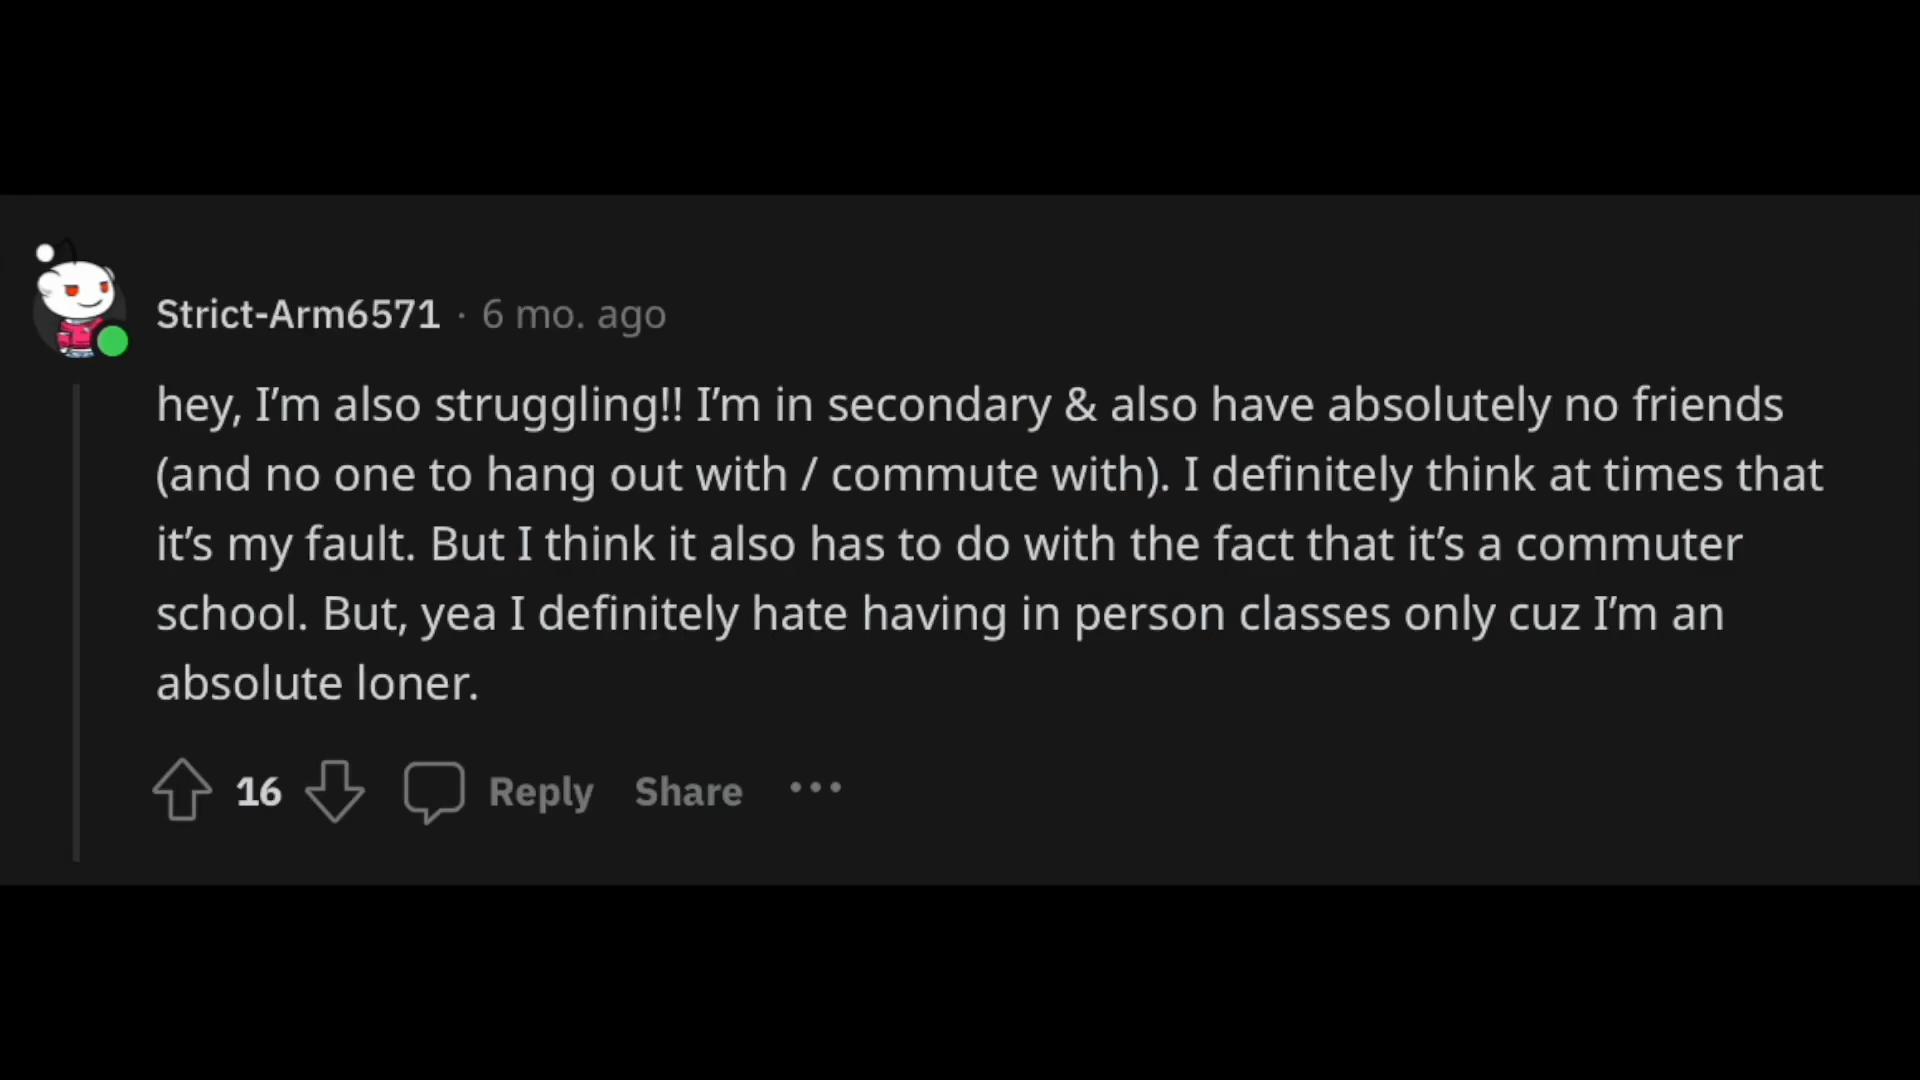 Strict-Arm6571 · 6 mo. ago
hey, I’m also struggling!! I’m in secondary & also have absolutely no friends
(and no one to hang out with / commute with). I definitely think at times that
it’s my fault. But I think it also has to do with the fact that it’s a commuter
school. But, yea I definitely hate having in person classes only cuz I’m an
absolute loner.
16 Reply Share ···